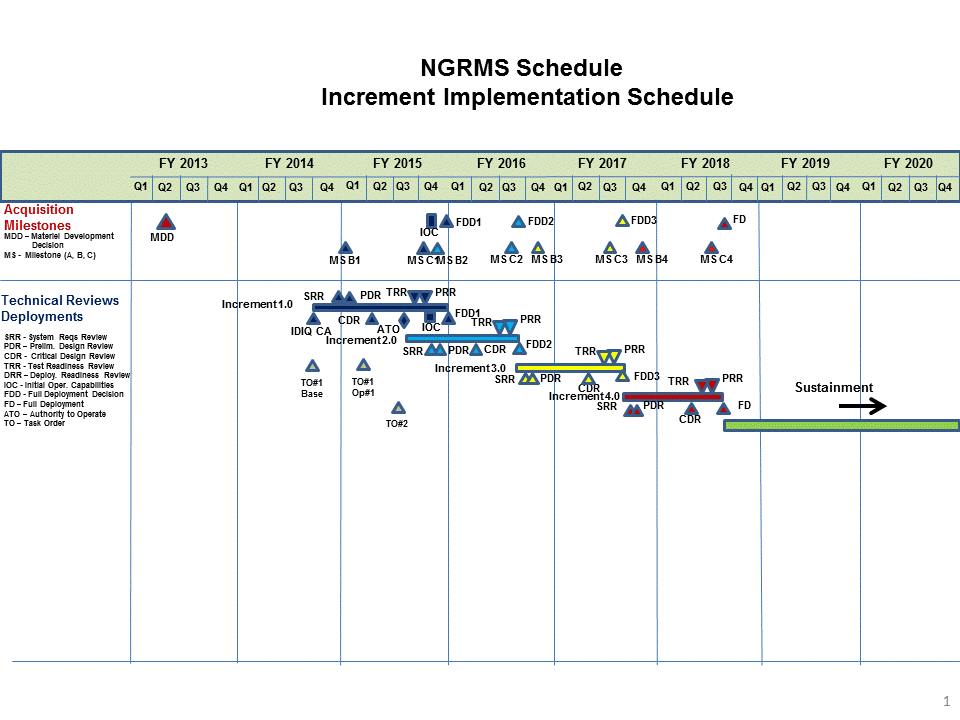 NGRMS Schedule
Increment Implementation Schedule
FY 2013 FY 2014 FY 2015 FY 2016 FY 2017 FY 2018 FY 2019 FY 2020
Q1 Q2 Q3 Q4 Q1 Q2 Q3 Q4 Q1 Q2 Q3 Q4 Q1 Q2 Q3 Q4 Q1 Q2 Q3 Q4 Q1 Q2 Q3 Q4 Q1 Q2 Q3 Q4 Q1 Q2 Q3 Q4
Acquisition
Milestones
MDD – Materiel Development
Decision
MS - Milestone (A, B, C)
MDD
IOC
FDD1
FDD2
FDD3
FD
MS B1
MS C1
MS B2
MS C2
MS B3
MS C3
MS B4
MS C4
Technical Reviews
Deployments
SRR - System Reqs Review
PDR – Prelim. Design Review
CDR - Critical Design Review
TRR - Test Readiness Review
DRR – Deploy. Readiness Review
IOC - Initial Oper. Capabilities
FDD - Full Deployment Decision
FD – Full Deployment
ATO – Authority to Operate
TO – Task Order
Increment 1.0
SRR
PDR
TRR
PRR
IDIQ CA
CDR
ATO
IOC
FDD1
Increment 2.0
TRR
PRR
SRR
PDR
CDR
FDD2
Increment 3.0
TRR
PRR
SRR
PDR
CDR
FDD3
Increment 4.0
TRR
PRR
SRR
PDR
CDR
FD
TO#1
Base
TO#1
Op#1
TO#2
Sustainment
1